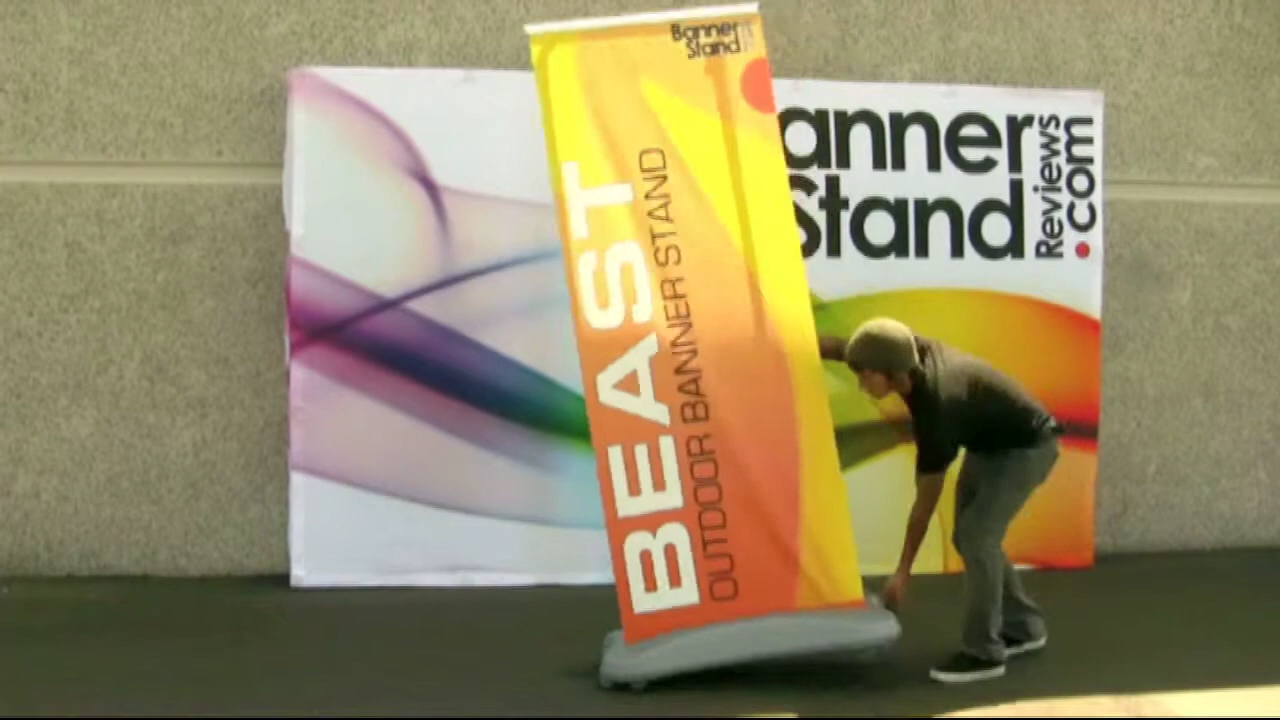 Banner
Stand
BEAST
OUTDOOR BANNER STAND
anner
Stand
Reviews
.com